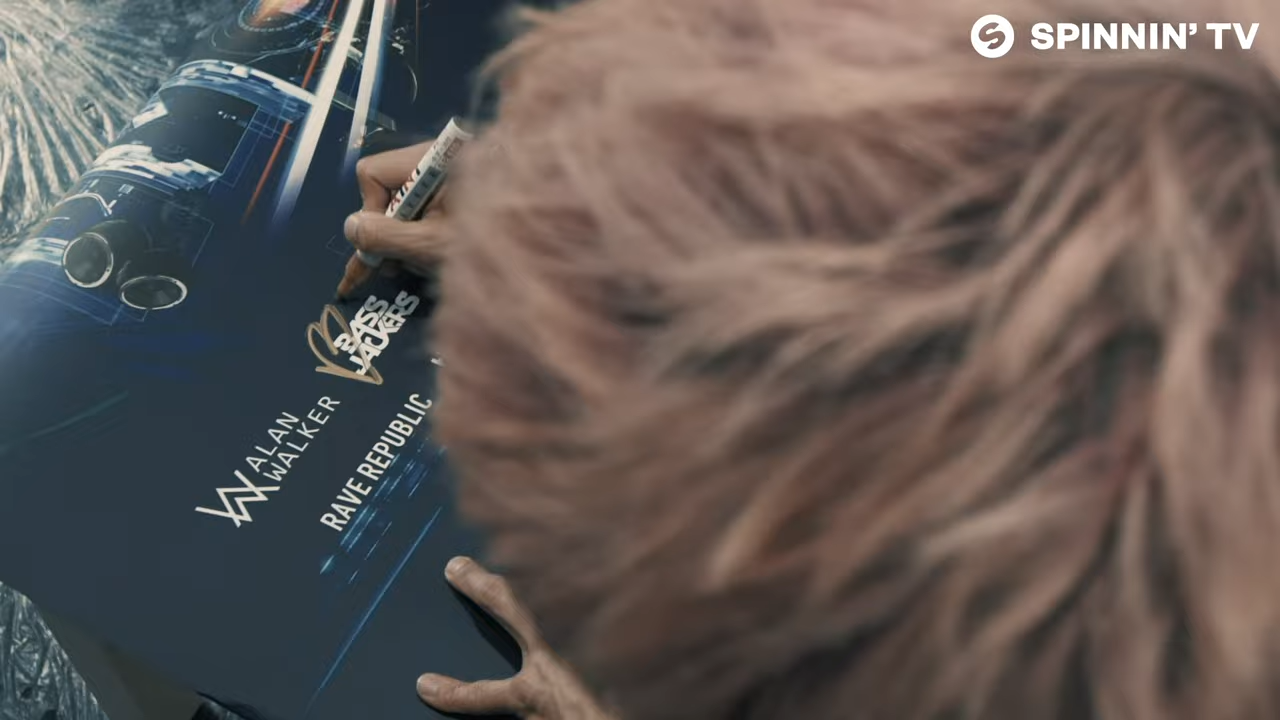 SPINNIN' TV
BASS
JACKERS
ALAN
WALKER
RAVE REPUBLIC